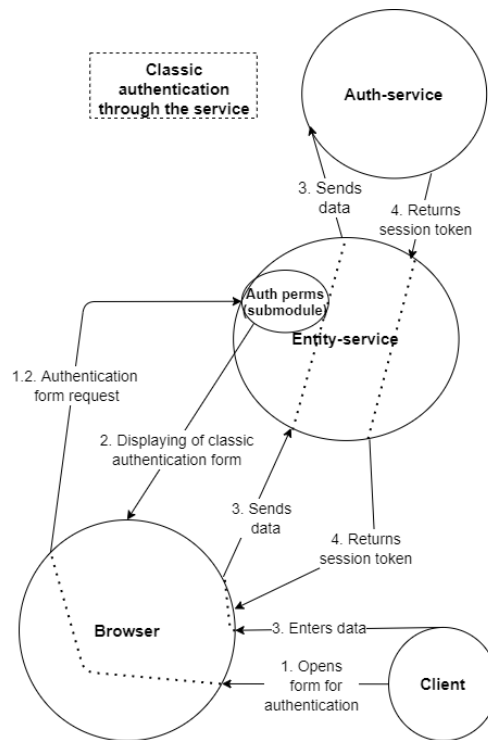 Classic
authentication
through the service
Auth-service
3. Sends
data
4. Returns
session token
Auth perms
(submodule)
Entity-service
1.2. Authentication
form request
2. Displaying of classic
authentication form
3. Sends
data
4. Returns
session token
Browser
3. Enters data
1. Opens
form for
authentication
Client